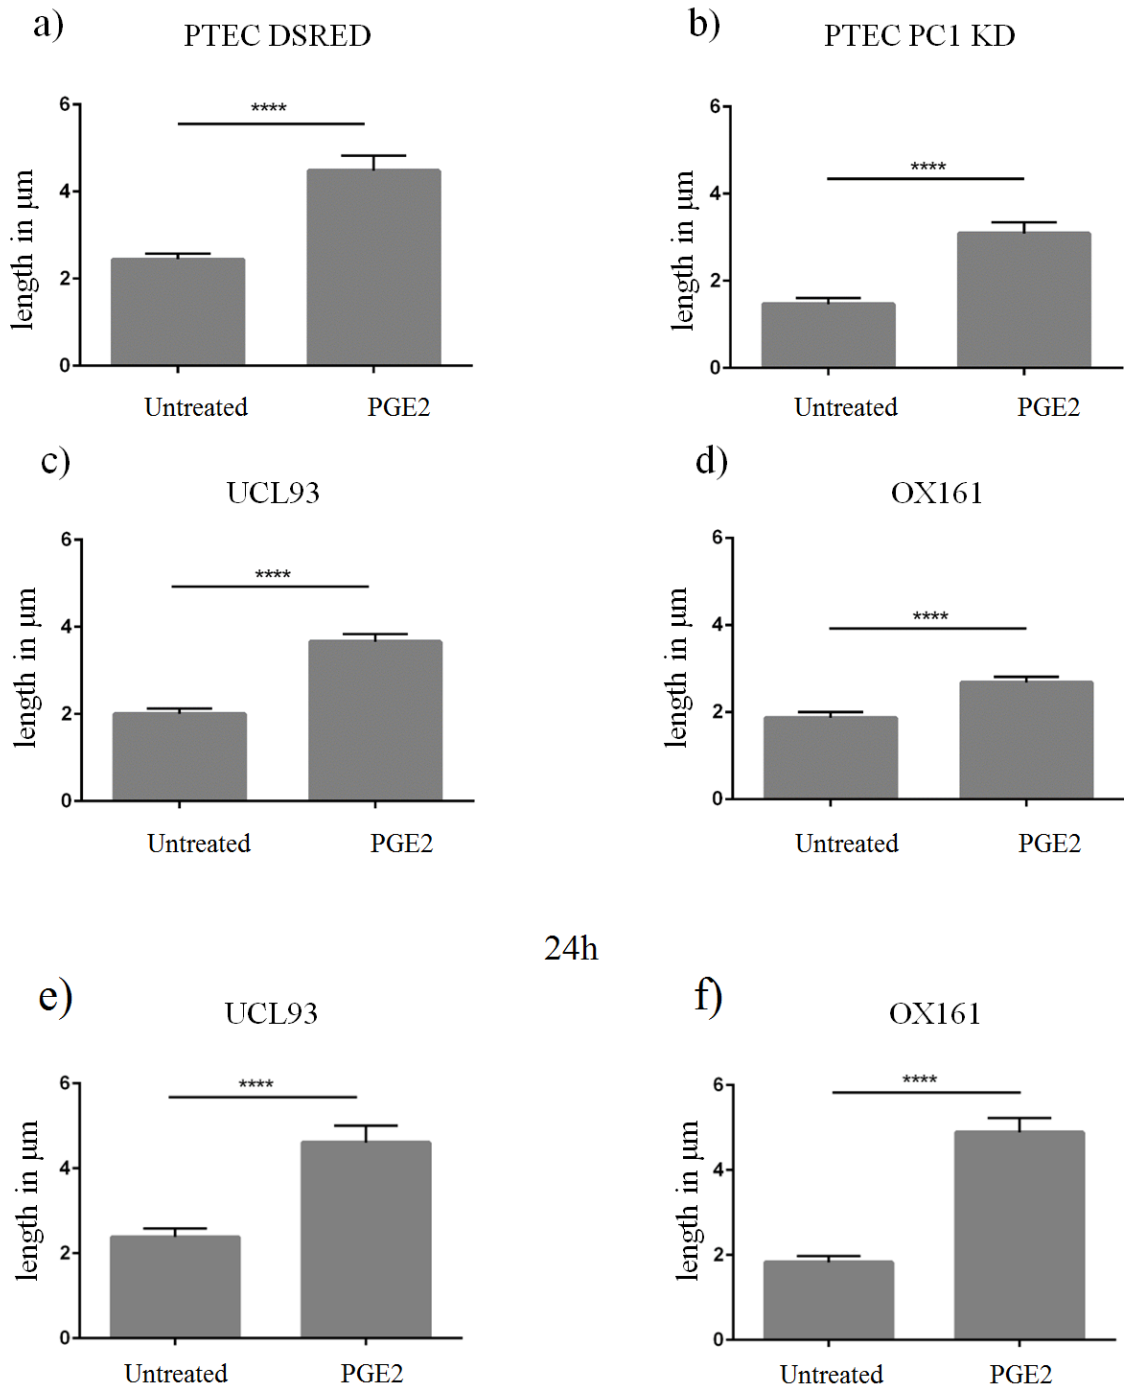 a)
PTEC DSRED
6
4
2
0
length in µm
****
Untreated PGE2
b)
PTEC PC1 KD
6
4
2
0
length in µm
****
Untreated PGE2
c)
UCL93
6
4
2
0
length in µm
****
Untreated PGE2
d)
OX161
6
4
2
0
length in µm
****
Untreated PGE2
24h
e)
UCL93
6
4
2
0
length in µm
****
Untreated PGE2
f)
OX161
6
4
2
0
length in µm
****
Untreated PGE2